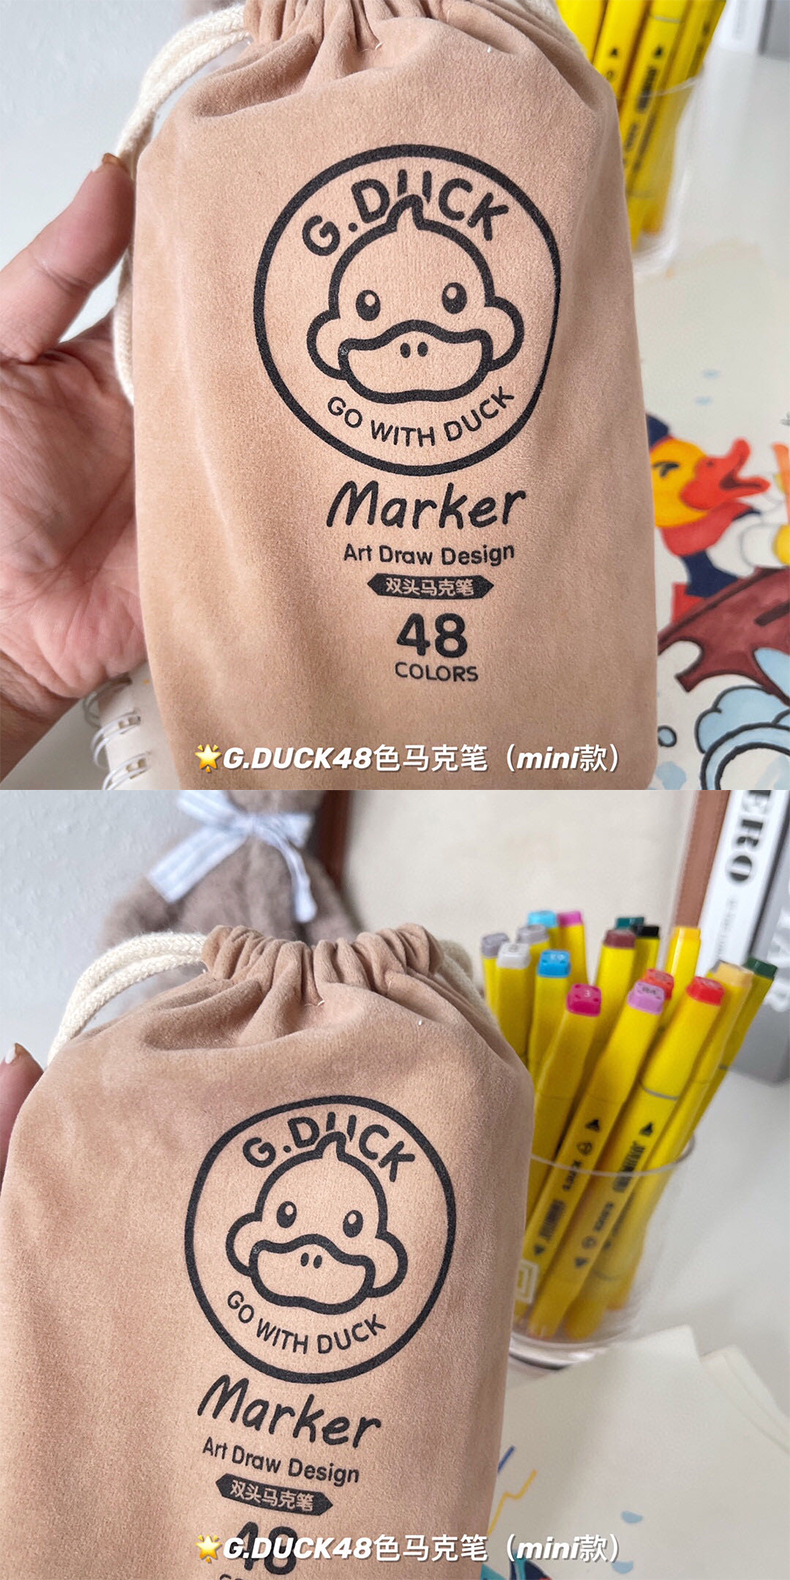 G.DUCK
GO WITH DUCK
Marker
Art Draw Design
双头马克笔
48
COLORS
🌟G.DUCK48色马克笔（mini款）
ERO
G.DUCK
GO WITH DUCK
Marker
Art Draw Design
双头马克笔
48
🌟G.DUCK48色马克笔（mini款）